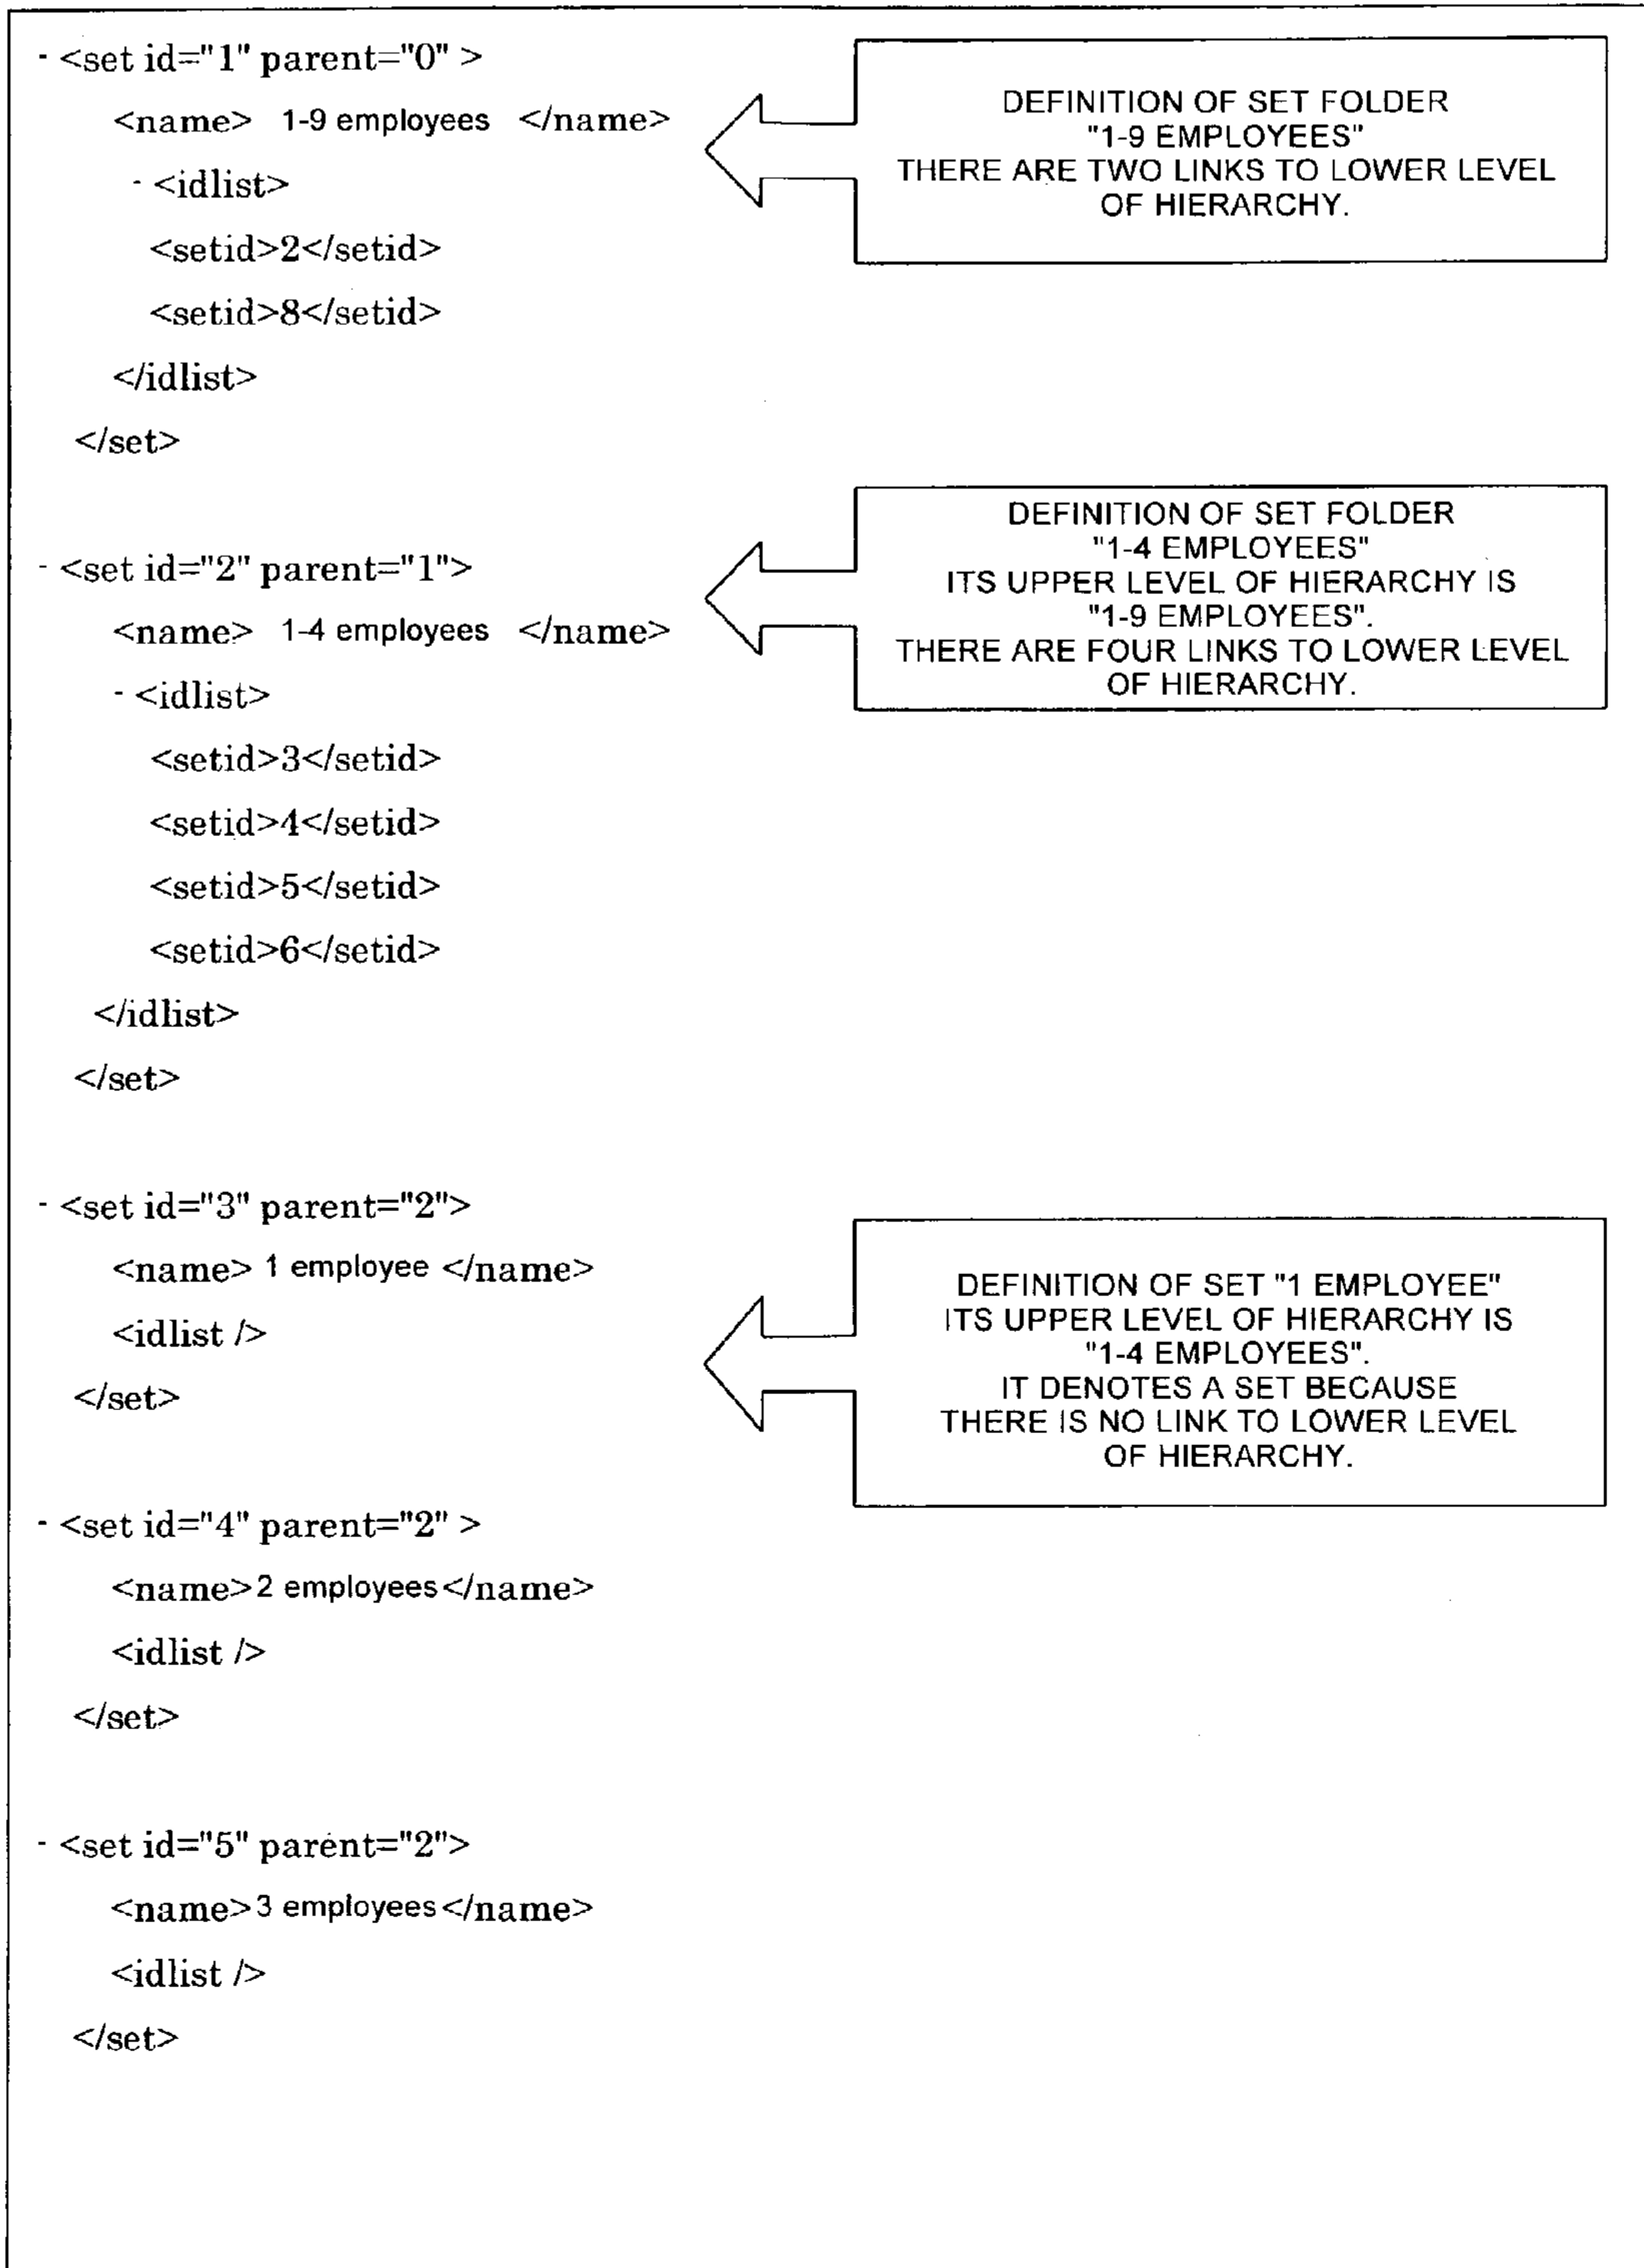 - <set id="1" parent="0" >
<name> 1-9 employees </name>
- <idlist>
<setid>2</setid>
<setid>8</setid>
</idlist>
</set>
DEFINITION OF SET FOLDER
"1-9 EMPLOYEES"
THERE ARE TWO LINKS TO LOWER LEVEL
OF HIERARCHY.
- <set id="2" parent="1">
<name> 1-4 employees </name>
- <idlist>
<setid>3</setid>
<setid>4</setid>
<setid>5</setid>
<setid>6</setid>
</idlist>
</set>
DEFINITION OF SET FOLDER
"1-4 EMPLOYEES"
ITS UPPER LEVEL OF HIERARCHY IS
"1-9 EMPLOYEES".
THERE ARE FOUR LINKS TO LOWER LEVEL
OF HIERARCHY.
- <set id="3" parent="2">
<name> 1 employee </name>
<idlist />
</set>
DEFINITION OF SET "1 EMPLOYEE"
ITS UPPER LEVEL OF HIERARCHY IS
"1-4 EMPLOYEES".
IT DENOTES A SET BECAUSE
THERE IS NO LINK TO LOWER LEVEL
OF HIERARCHY.
- <set id="4" parent="2" >
<name>2 employees</name>
<idlist />
</set>
- <set id="5" parent="2">
<name>3 employees</name>
<idlist />
</set>